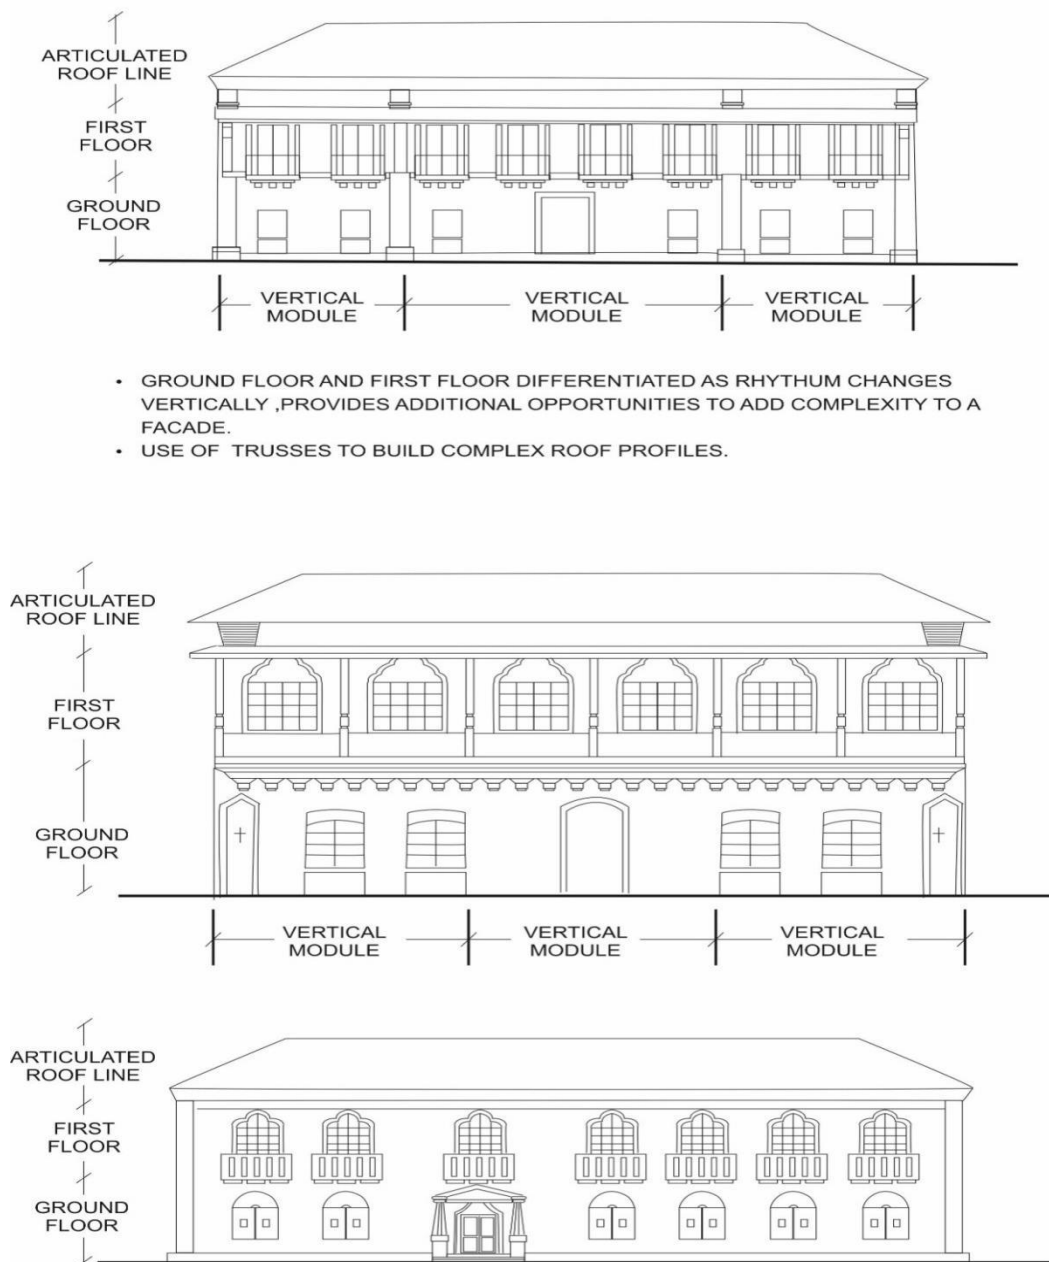 ARTICULATED
ROOF LINE
FIRST
FLOOR
GROUND
FLOOR
VERTICAL
MODULE
VERTICAL
MODULE
VERTICAL
MODULE
• GROUND FLOOR AND FIRST FLOOR DIFFERENTIATED AS RHYTHUM CHANGES
VERTICALLY ,PROVIDES ADDITIONAL OPPORTUNITIES TO ADD COMPLEXITY TO A
FACADE.
• USE OF TRUSSES TO BUILD COMPLEX ROOF PROFILES.
ARTICULATED
ROOF LINE
FIRST
FLOOR
GROUND
FLOOR
VERTICAL
MODULE
VERTICAL
MODULE
VERTICAL
MODULE
ARTICULATED
ROOF LINE
FIRST
FLOOR
GROUND
FLOOR